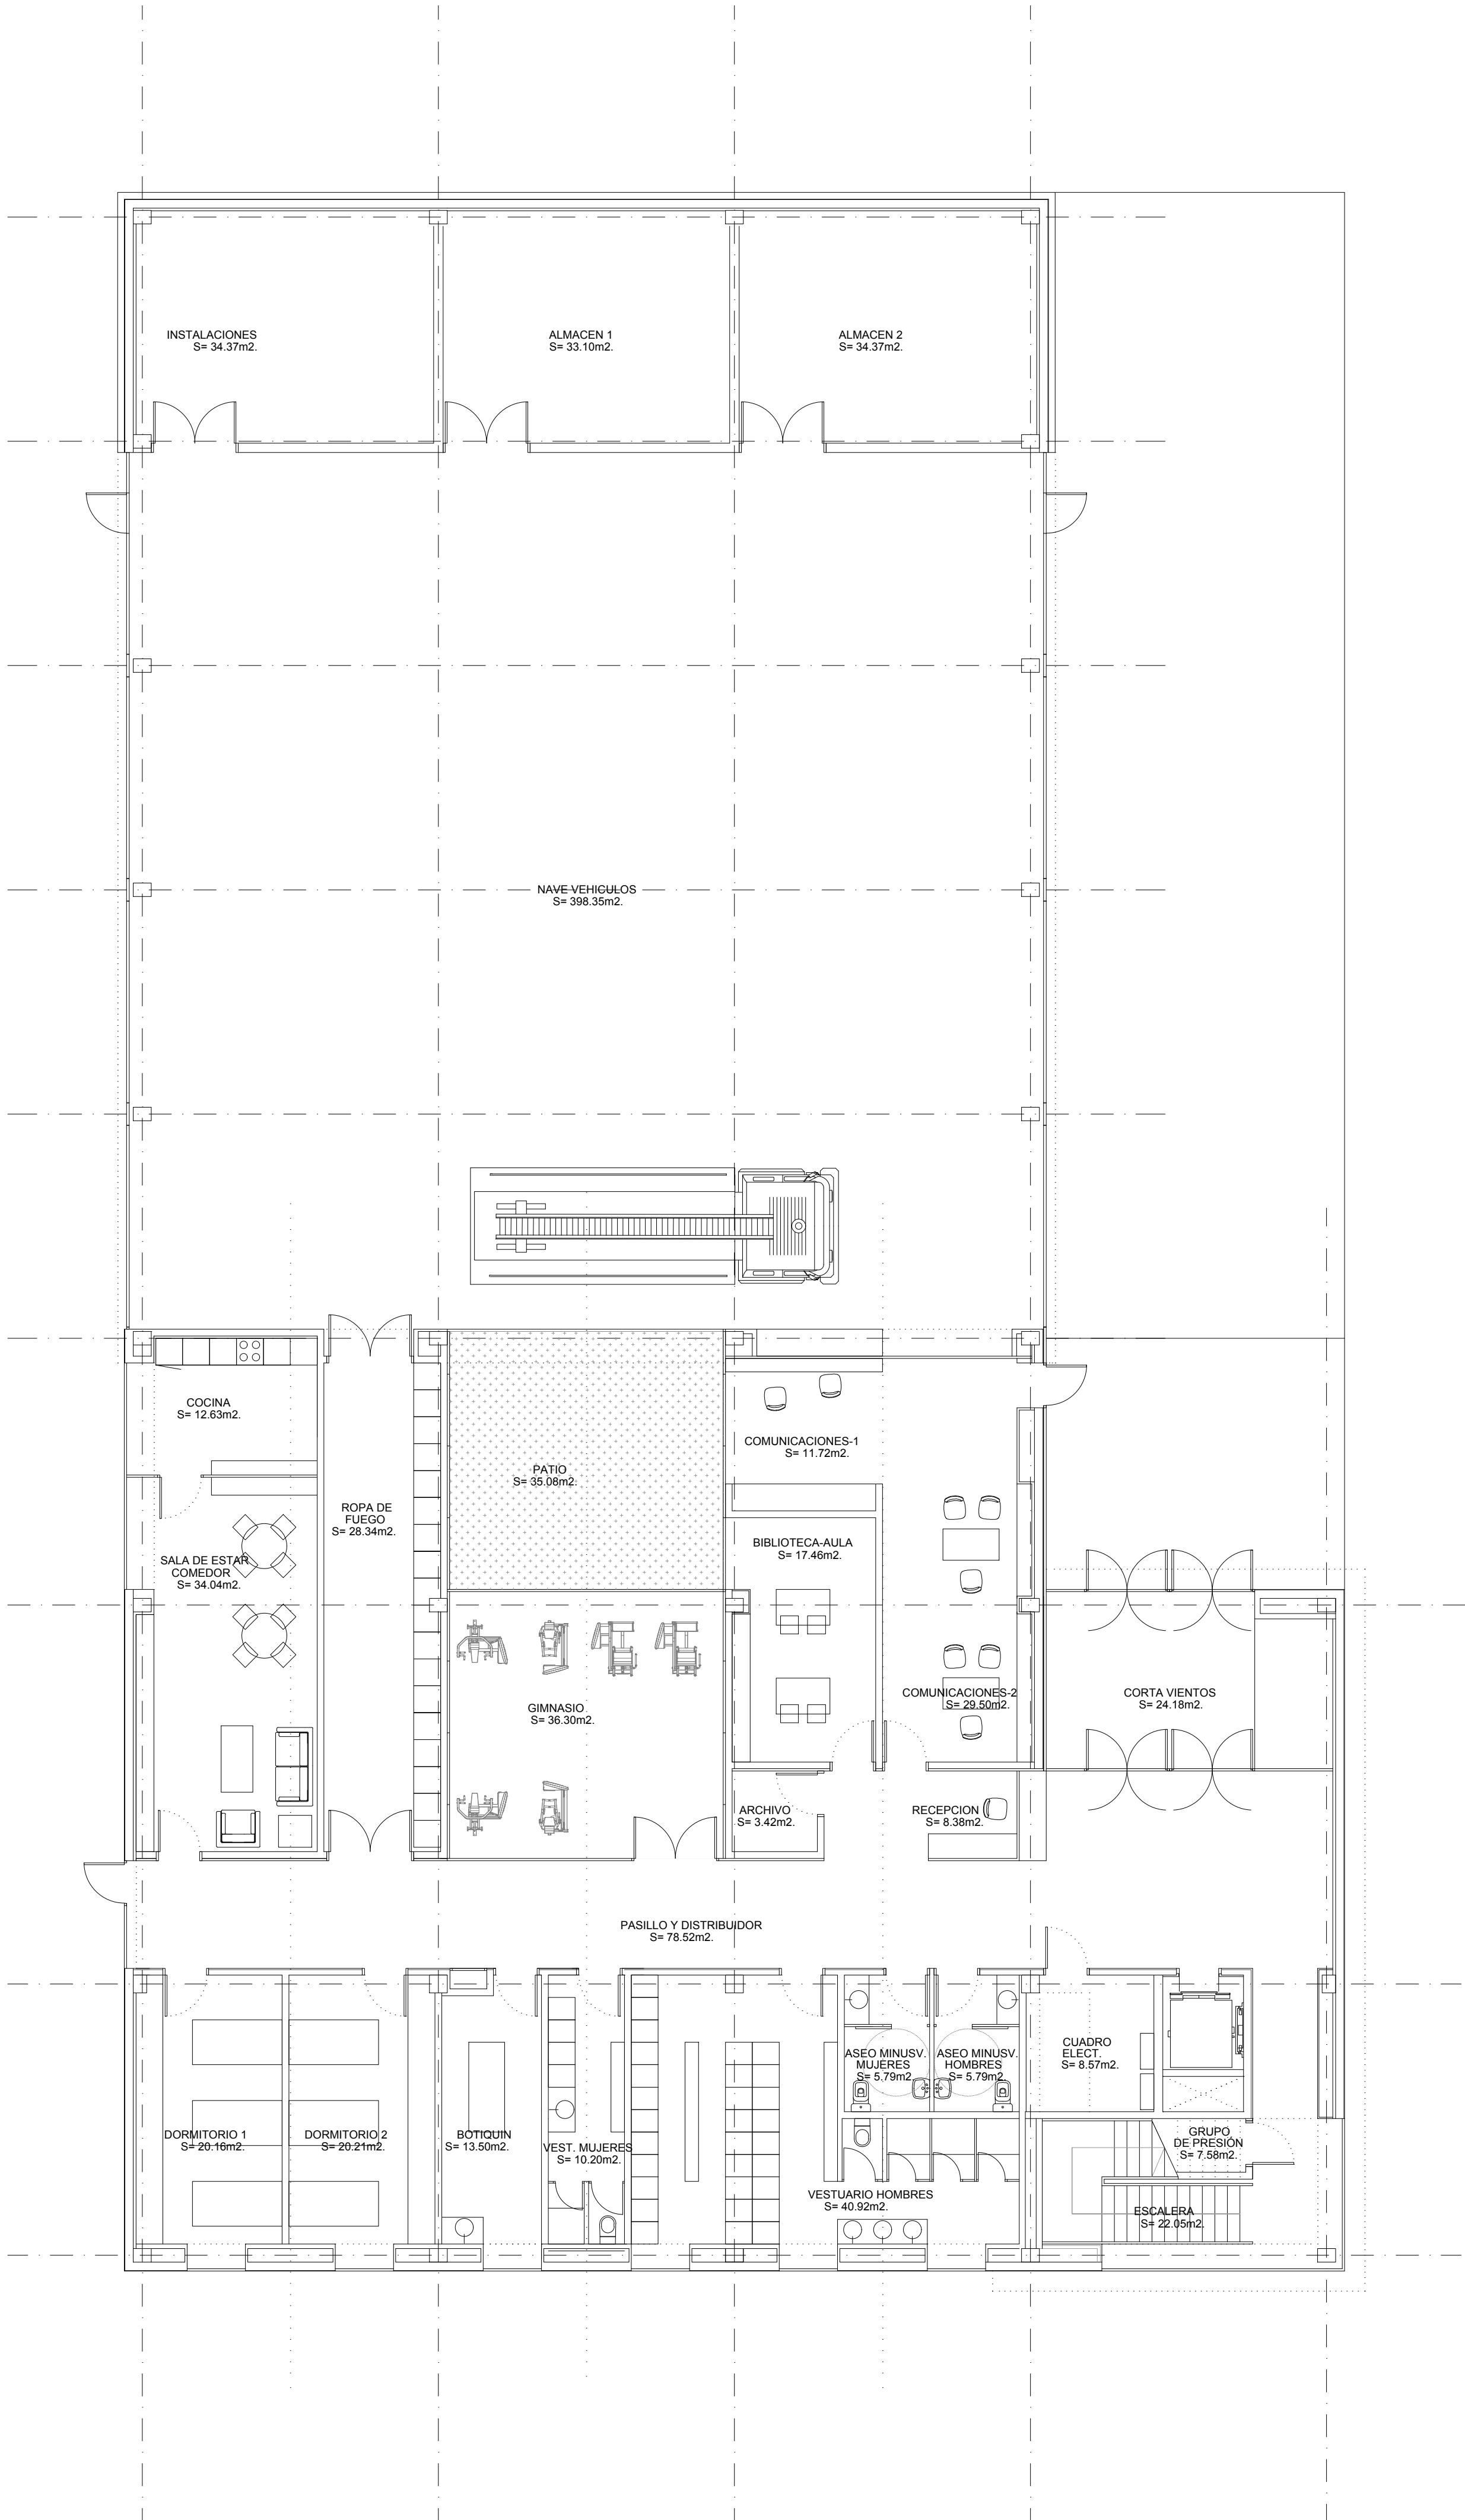 INSTALACIONES
S= 34.37m2.
ALMACEN 1
S= 33.10m2.
ALMACEN 2
S= 34.37m2.
NAVE VEHICULOS
S= 398.35m2.
COCINA
S= 12.63m2.
COMUNICACIONES-1
S= 11.72m2.
PATIO
S= 35.08m2.
ROPA DE
FUEGO
S= 28.34m2.
BIBLIOTECA-AULA
S= 17.46m2.
SALA DE ESTAR
COMEDOR
S= 34.04m2.
GIMNASIO
S= 36.30m2.
COMUNICACIONES-2
S= 29.50m2.
CORTA VIENTOS
S= 24.18m2.
ARCHIVO
S= 3.42m2.
RECEPCION
S= 8.38m2.
PASILLO Y DISTRIBUIDOR
S= 78.52m2.
ASEO MINUSV.
MUJERES
S= 5.79m2.
ASEO MINUSV.
HOMBRES
S= 5.79m2.
CUADRO
ELECT.
S= 8.57m2.
DORMITORIO 1
S= 20.16m2.
DORMITORIO 2
S= 20.21m2.
BOTIQUIN
S= 13.50m2.
VEST. MUJERES
S= 10.20m2.
GRUPO
DE PRESIÓN
S= 7.58m2.
VESTUARIO HOMBRES
S= 40.92m2.
ESCALERA
S= 22.05m2.